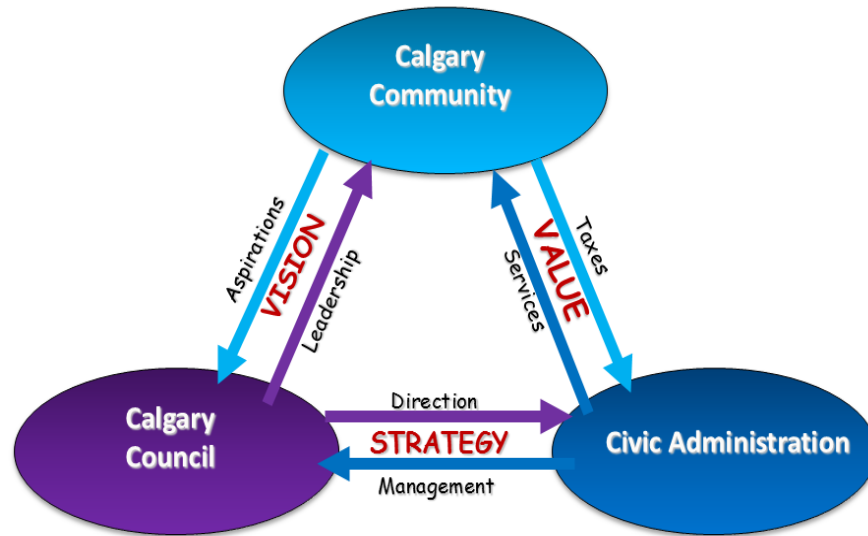 Calgary
Community
Aspirations
VISION
Leadership
Services
VALUE
Taxes
Calgary
Council
Direction
STRATEGY
Management
Civic Administration